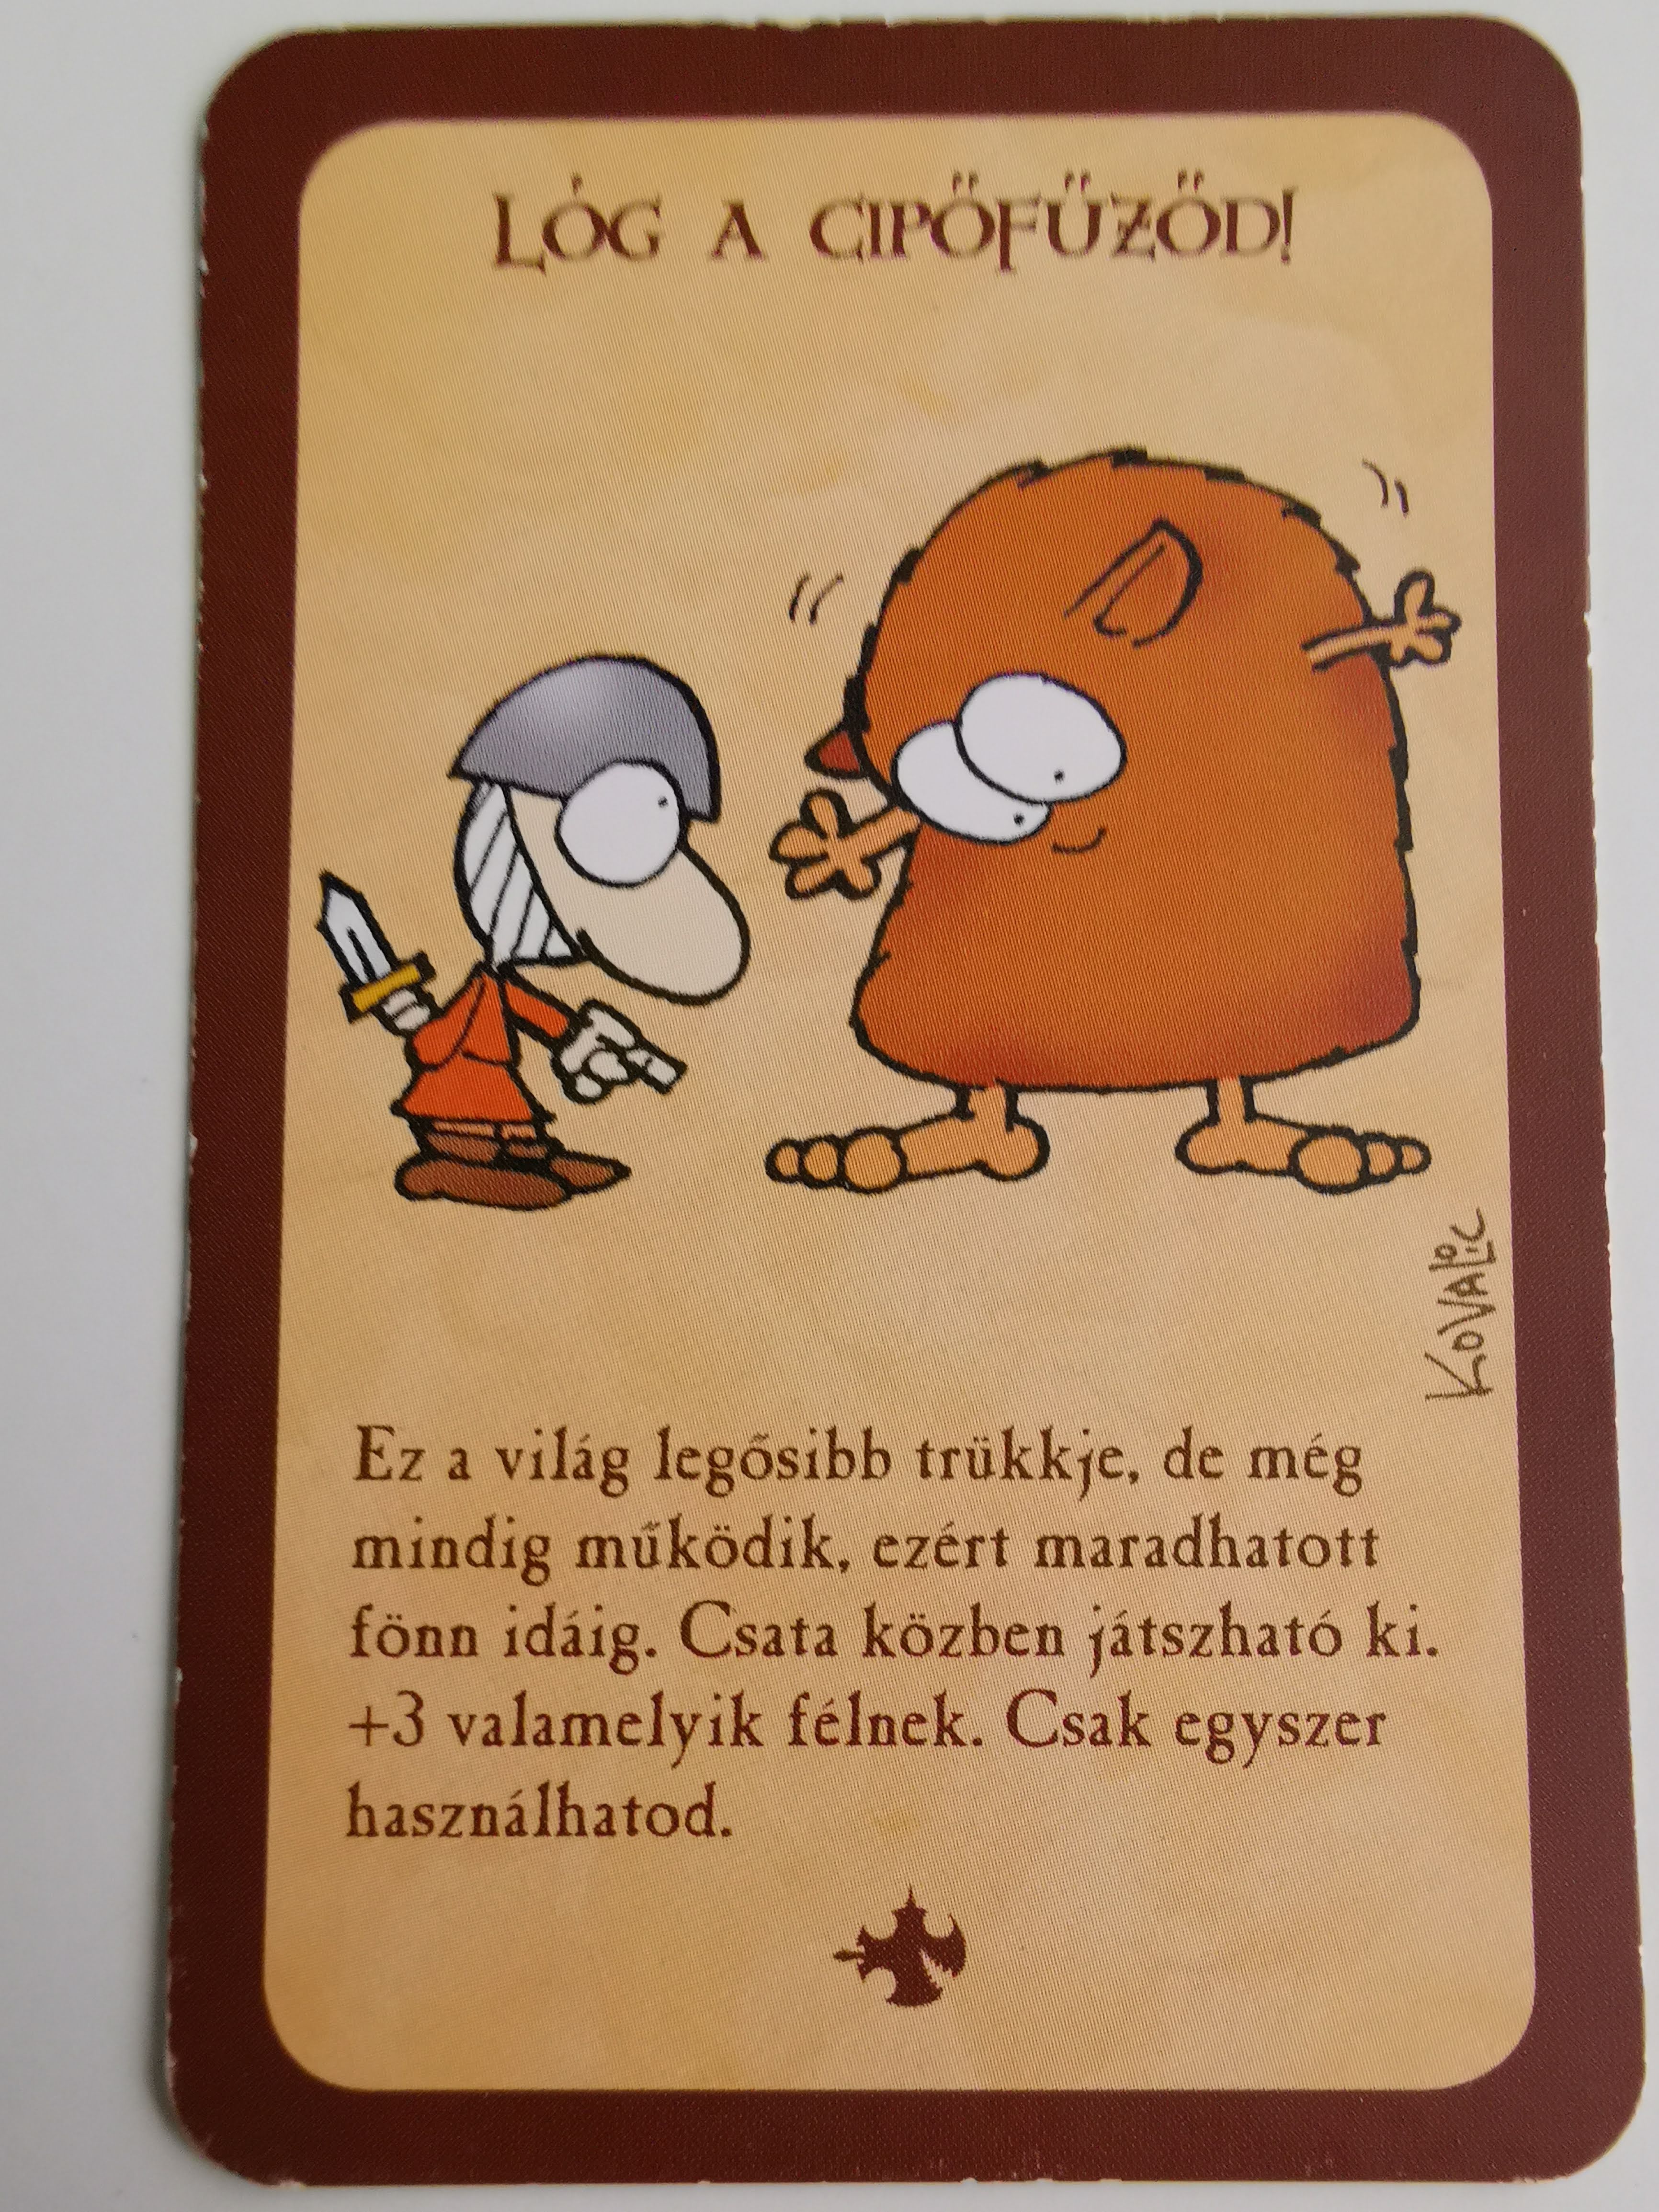 LÓG A CIPŐFŰZŐD!
KOVALIC
Ez a világ legősibb trükkje, de még
mindig működik, ezért maradhatott
fönn idáig. Csata közben játszható ki.
+3 valamelyik félnek. Csak egyszer
használhatod.